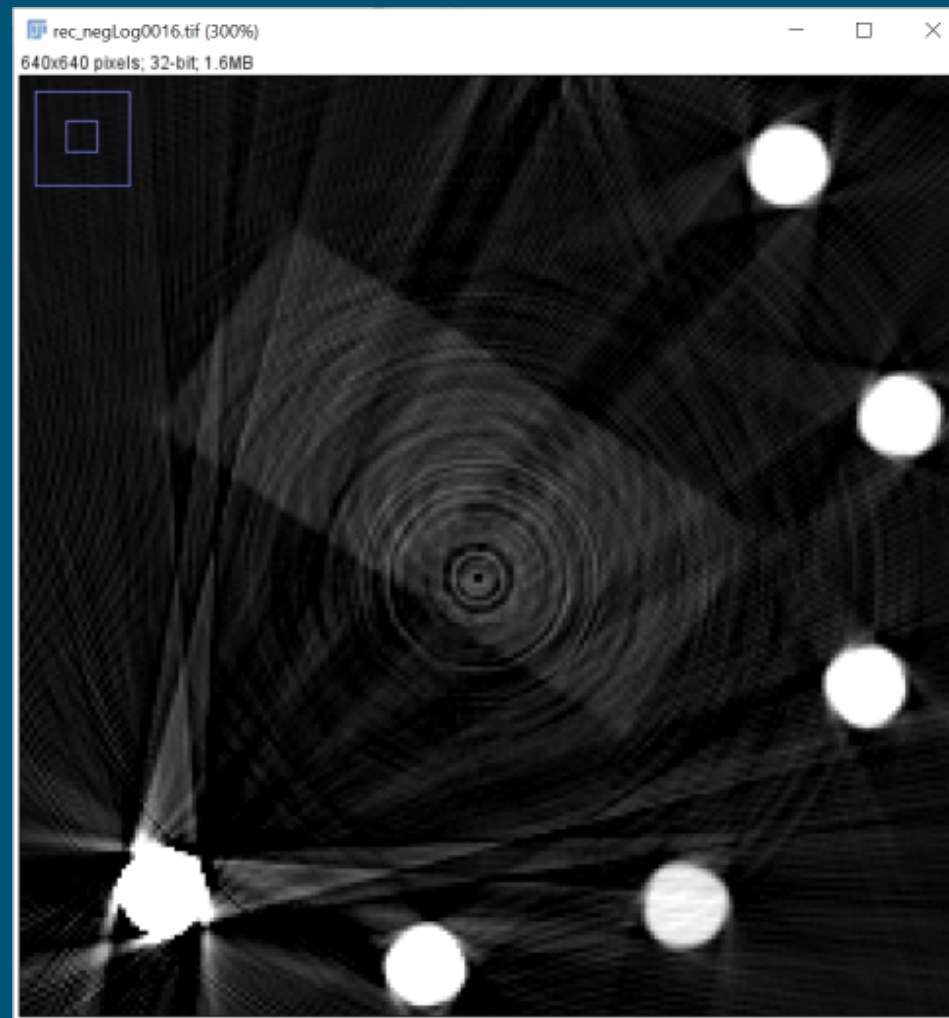 rec_negLog0016.tif (300%)
640x640 pixels; 32-bit; 1.6MB